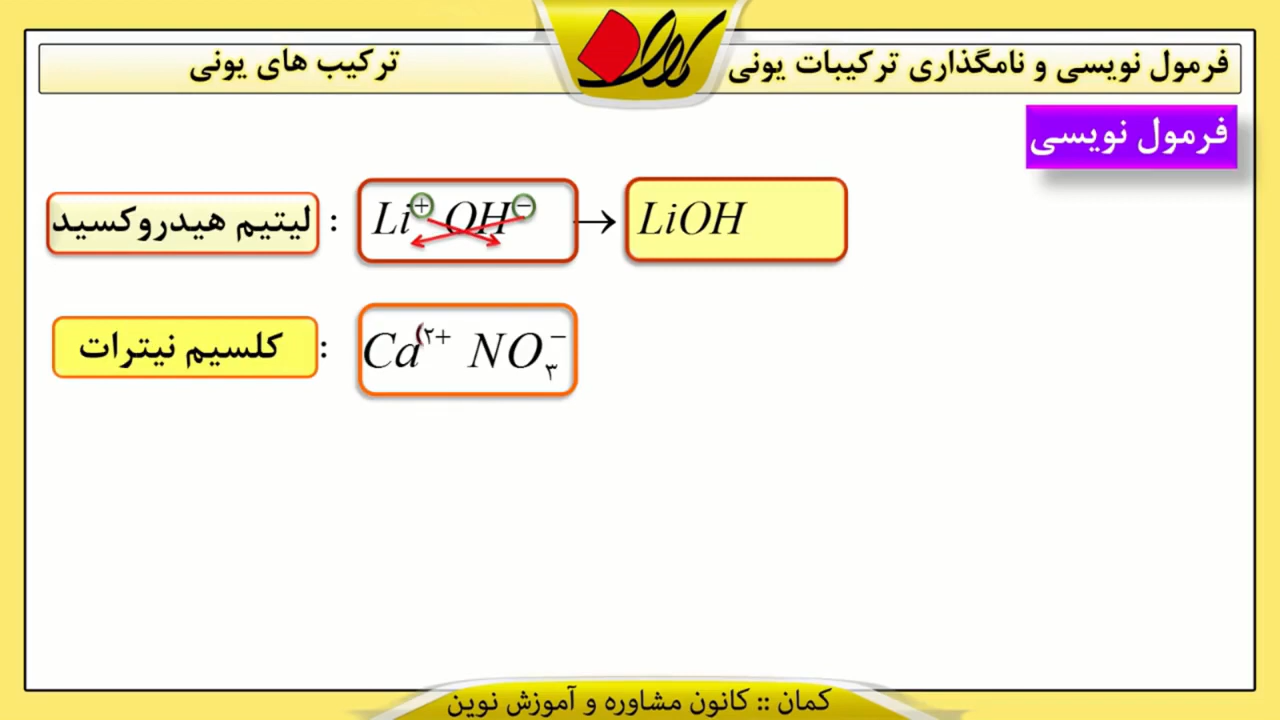 فرمول نویسی و نامگذاری ترکیبات یونی
ترکیب های یونی
فرمول نویسی
لیتیم هیدروکسید : Li⁺ OH⁻ → LiOH
کلسیم نیترات : Ca²⁺ NO₃⁻
کمان :: کانون مشاوره و آموزش نوین